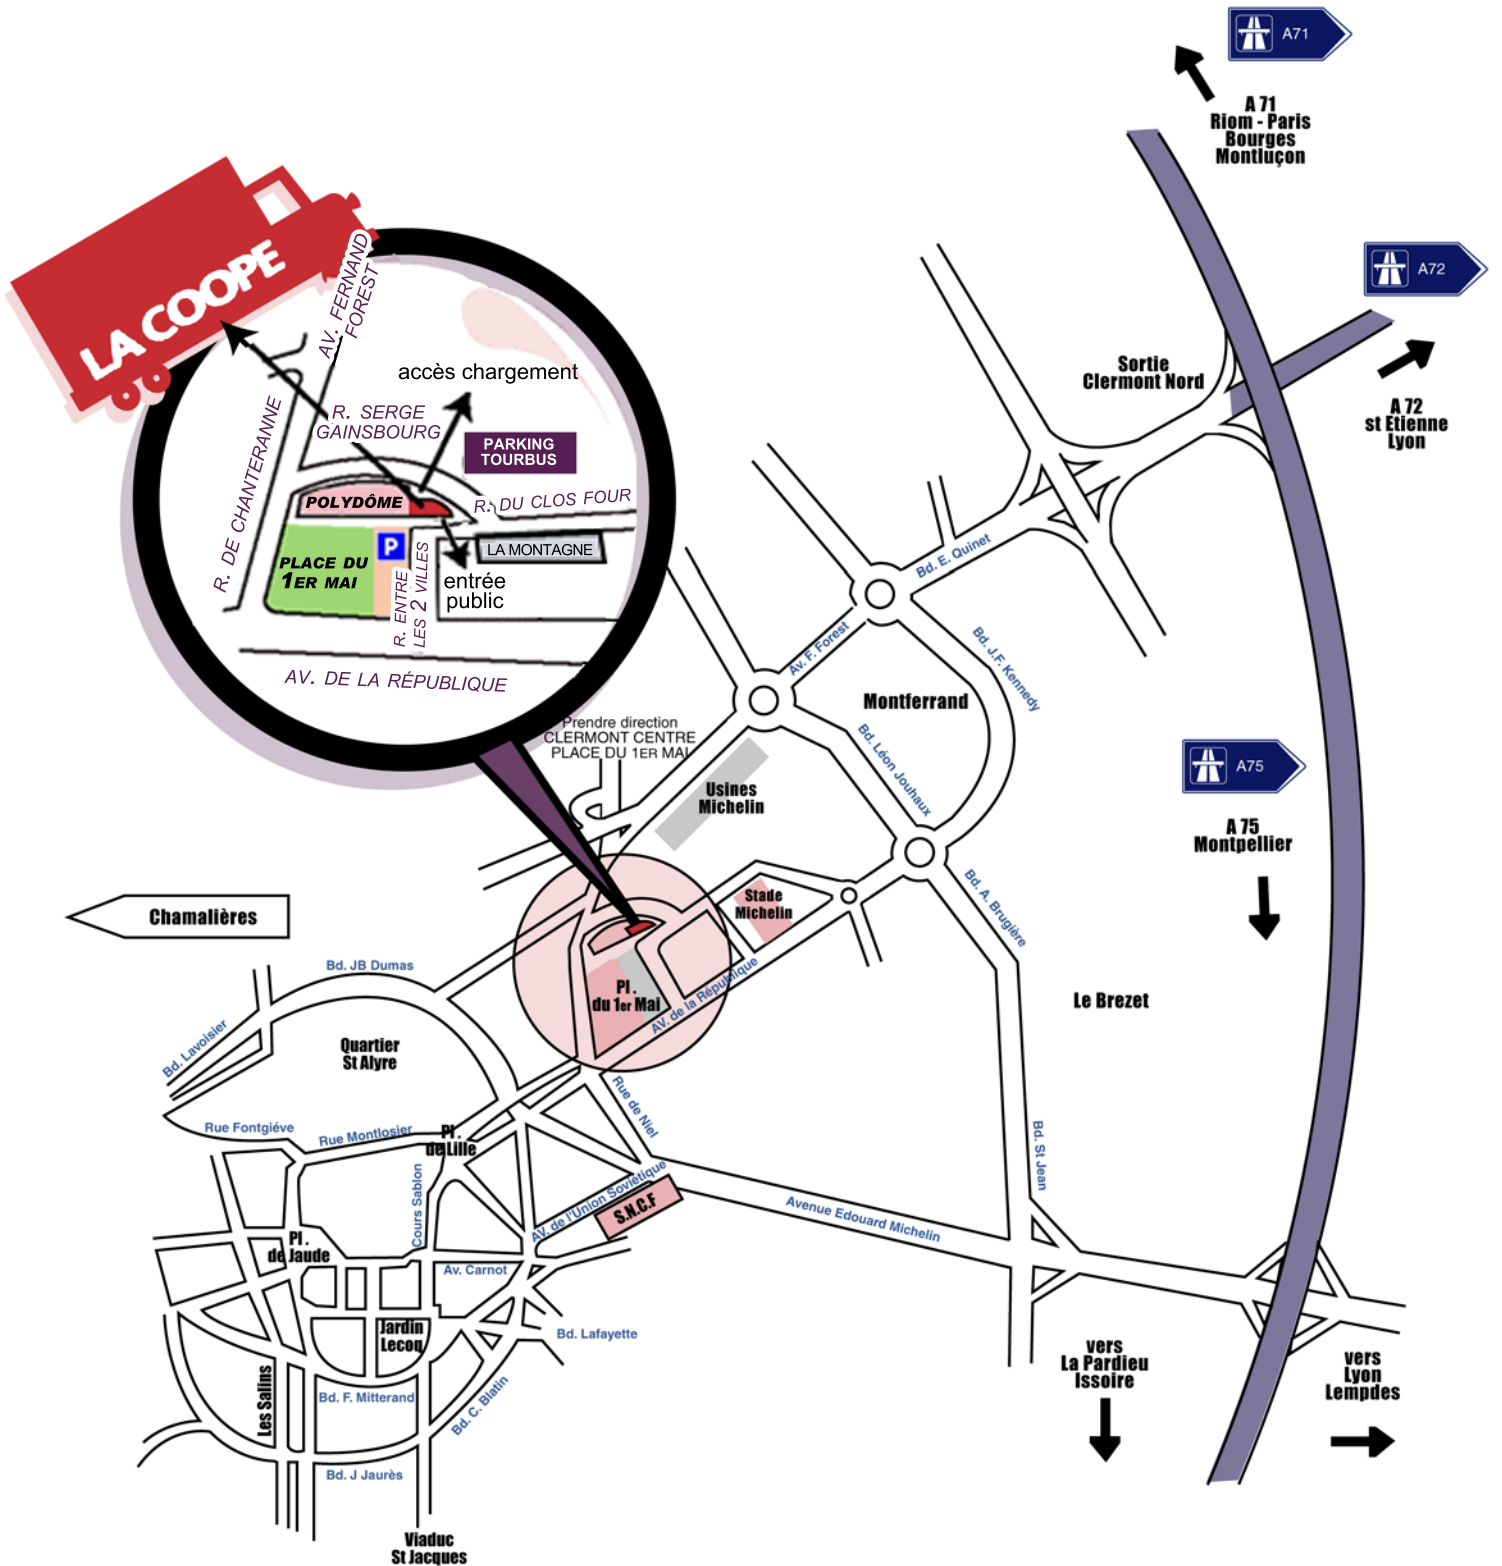 A71
A 71
Riom - Paris
Bourges
Montluçon
A72
A 72
st Etienne
Lyon
Sortie
Clermont Nord
LA COOPE
AV. FERNAND
FOREST
accès chargement
R. SERGE
GAINSBOURG
PARKING
TOURBUS
R. DE CHANTERANNE
POLYDÔME
R. DU CLOS FOUR
P
PLACE DU
1ER MAI
LA MONTAGNE
R. ENTRE
LES 2 VILLES
entrée
public
AV. DE LA RÉPUBLIQUE
Bd. E. Quinet
Av. F. Forest
Bd. J.F. Kennedy
Montferrand
Prendre direction
CLERMONT CENTRE
PLACE DU 1ER MAI
Bd. Léon Jouhaux
Usines
Michelin
A75
A 75
Montpellier
Stade
Michelin
Bd. A. Brugière
Chamalières
Bd. JB Dumas
Pl .
du 1er Mai
AV. de la République
Le Brezet
Bd. Lavoisier
Quartier
St Alyre
Rue de Niel
Rue Fontgiéve
Rue Montlosier
Pl .
de Lille
Bd. St Jean
Cours Sablon
AV. de l'Union Soviétique
S.N.C.F
Avenue Edouard Michelin
Pl .
de Jaude
Av. Carnot
Jardin
Lecoq
Bd. Lafayette
vers
La Pardieu
Issoire
vers
Lyon
Lempdes
Les Salins
Bd. F. Mitterand
Bd. C. Blatin
Bd. J Jaurès
Viaduc
St Jacques